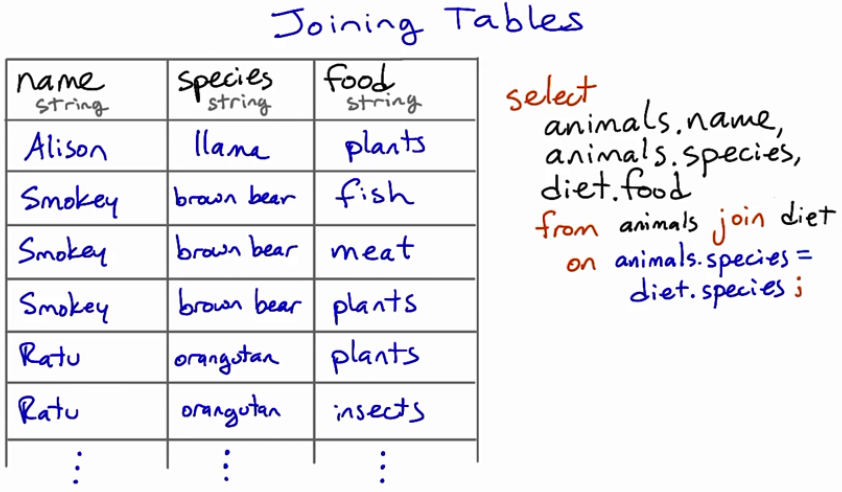 Joining Tables
name species food
string string string
Alison llama plants
Smokey brown bear fish
Smokey brown bear meat
Smokey brown bear plants
Ratu orangutan plants
Ratu orangutan insects
select
animals.name,
animals.species,
diet.food
from animals join diet
on animals.species =
diet.species ;